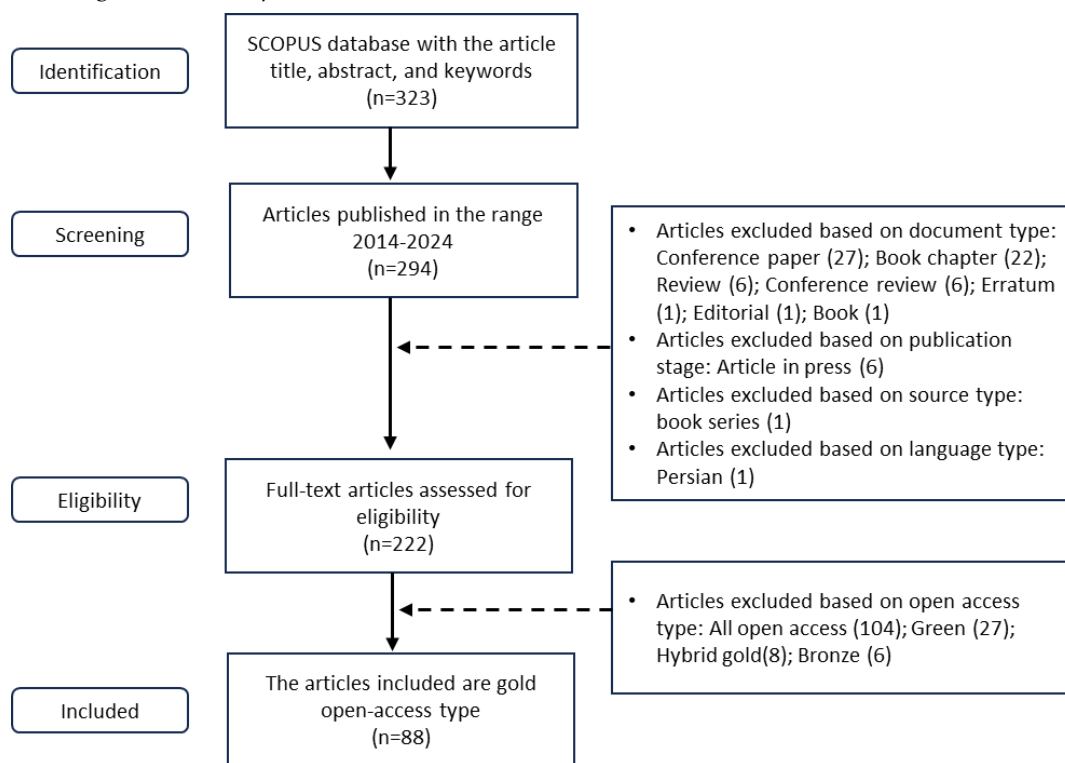 Identification
SCOPUS database with the article
title, abstract, and keywords
(n=323)
Screening
Articles published in the range
2014-2024
(n=294)
• Articles excluded based on document type:
Conference paper (27); Book chapter (22);
Review (6); Conference review (6); Erratum
(1); Editorial (1); Book (1)
• Articles excluded based on publication
stage: Article in press (6)
• Articles excluded based on source type:
book series (1)
• Articles excluded based on language type:
Persian (1)
Eligibility
Full-text articles assessed for
eligibility
(n=222)
• Articles excluded based on open access
type: All open access (104); Green (27);
Hybrid gold(8); Bronze (6)
Included
The articles included are gold
open-access type
(n=88)